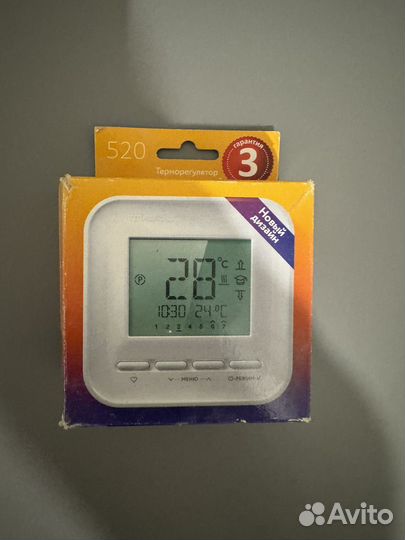 520
Терморегулятор
гарантия
3
Новый
дизайн
28 °C
10:30 24°C
1 2 3 4 5 6 7
МЕНЮ
РЕЖИМ
Avito